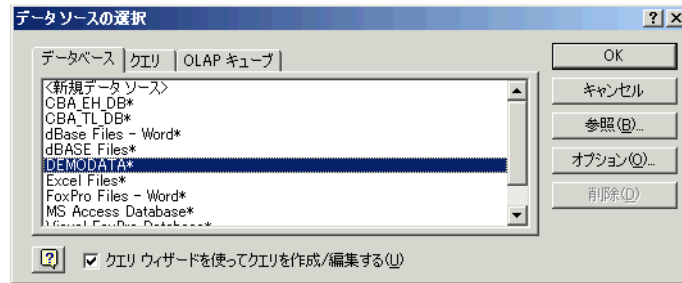 データ ソースの選択
データベース クエリ OLAP キューブ
<新規データ ソース>
CBA_EH_DB*
CBA_TL_DB*
dBase Files - Word*
dBASE Files*
DEMODATA*
Excel Files*
FoxPro Files - Word*
MS Access Database*
Visual FoxPro Database*
OK
キャンセル
参照(B)...
オプション(O)...
削除(D)
クエリ ウィザードを使ってクエリを作成/編集する(U)